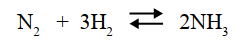 N₂ + 3H₂ ⇌ 2NH₃